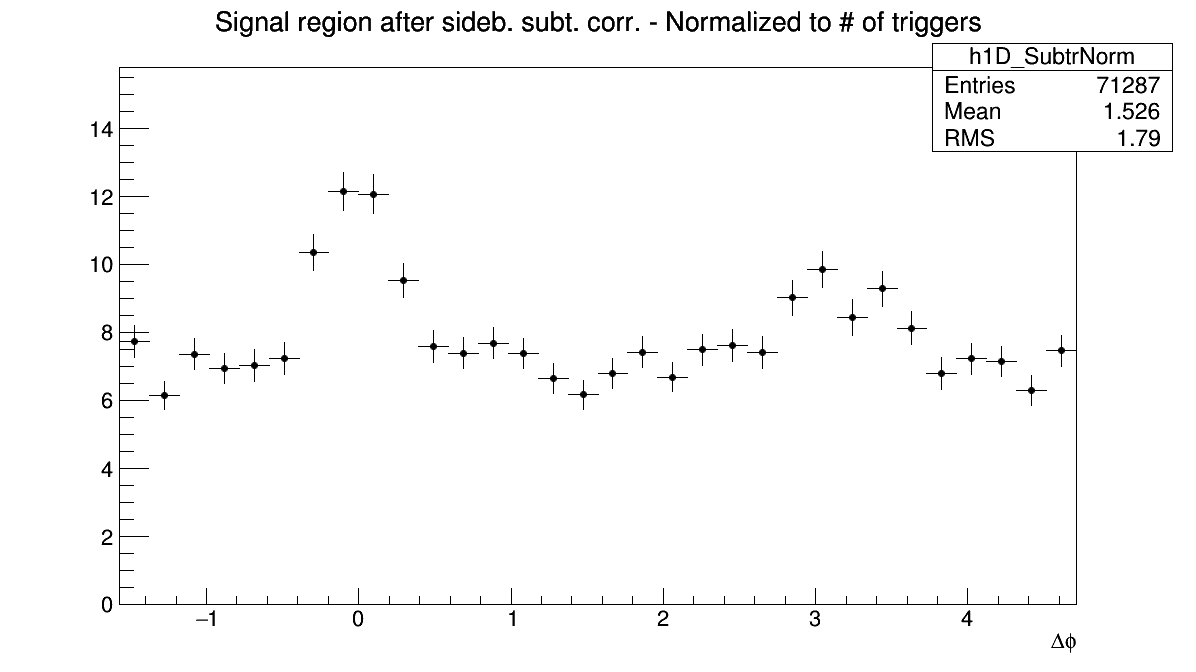 Signal region after sideb. subt. corr. - Normalized to # of triggers
h1D_SubtrNorm
Entries 71287
Mean 1.526
RMS 1.79
14
12
10
8
6
4
2
0
−1 0 1 2 3 4
Δϕ